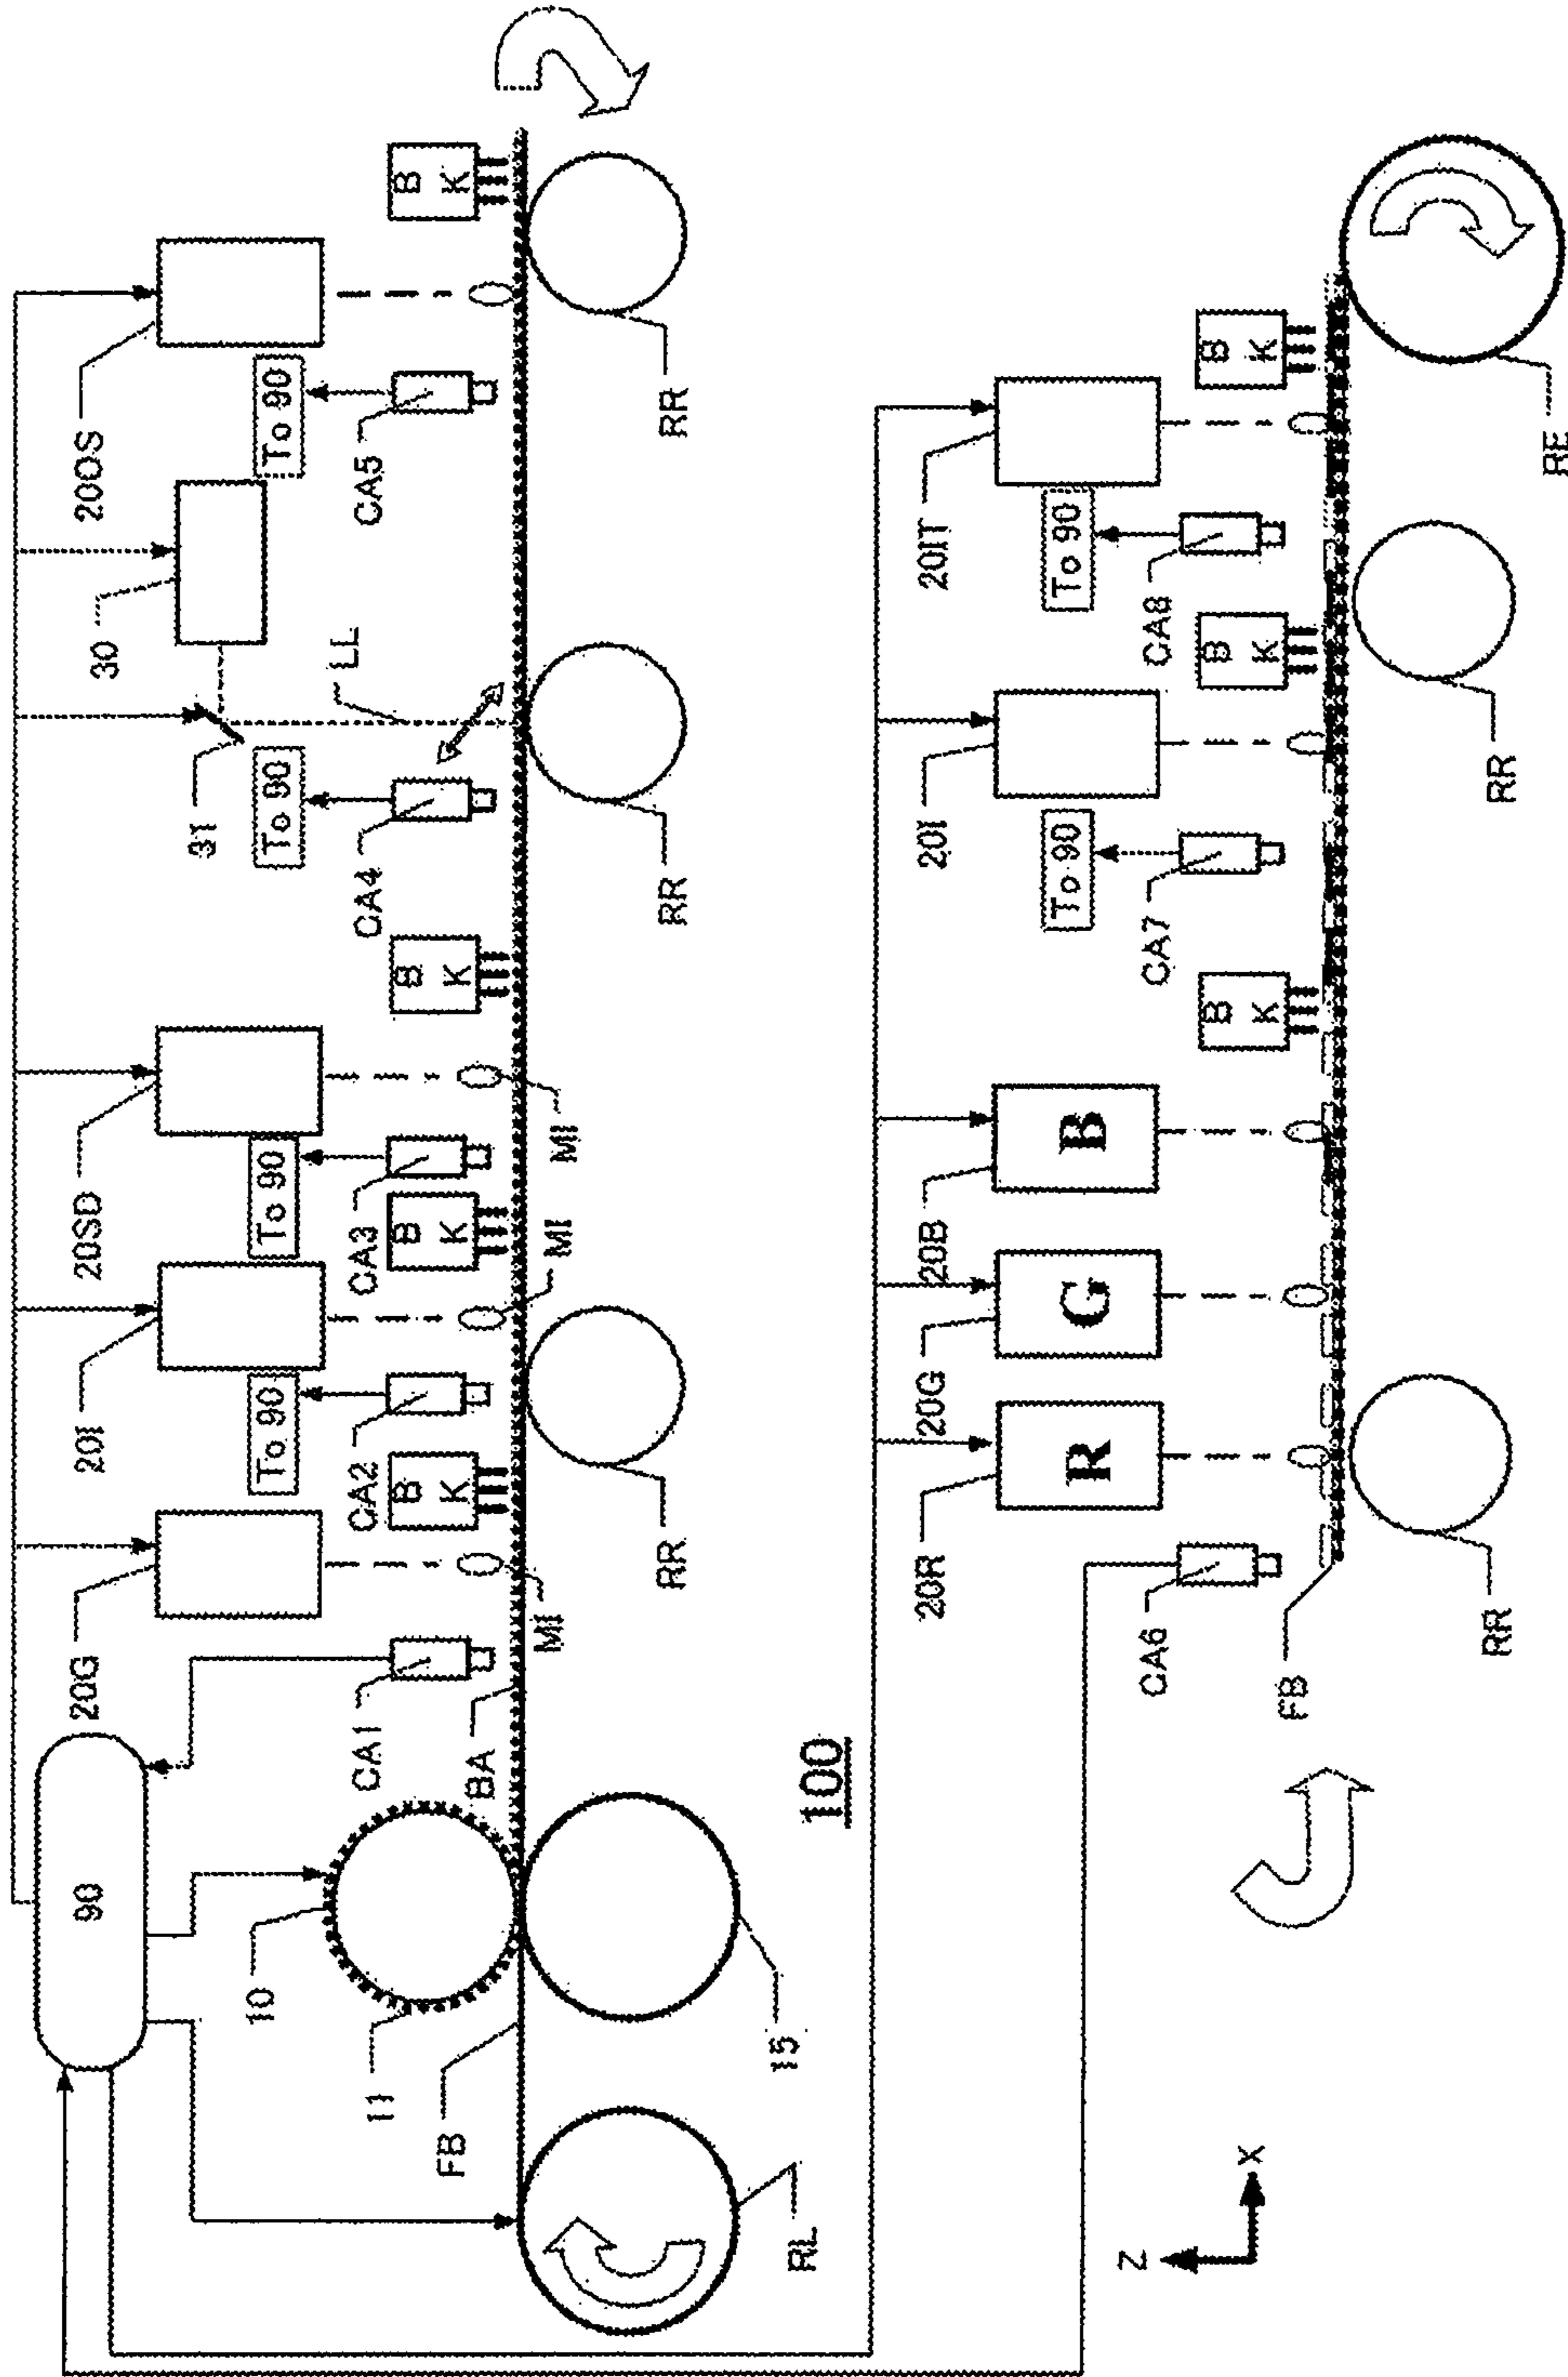 90
20G
20I
20SD
31
30
20OS
To 90
To 90
To 90
To 90
CA1
CA2
CA3
CA4
CA5
LL
B K
B K
B K
B K
10
11
FB
BA
MI
MI
MI
RL
15
RR
RR
RR
100
20R
20G
20B
20I
20IT
R
G
B
To 90
To 90
CA6
CA7
CA8
B K
B K
B K
FB
RR
RR
RE
Z
X